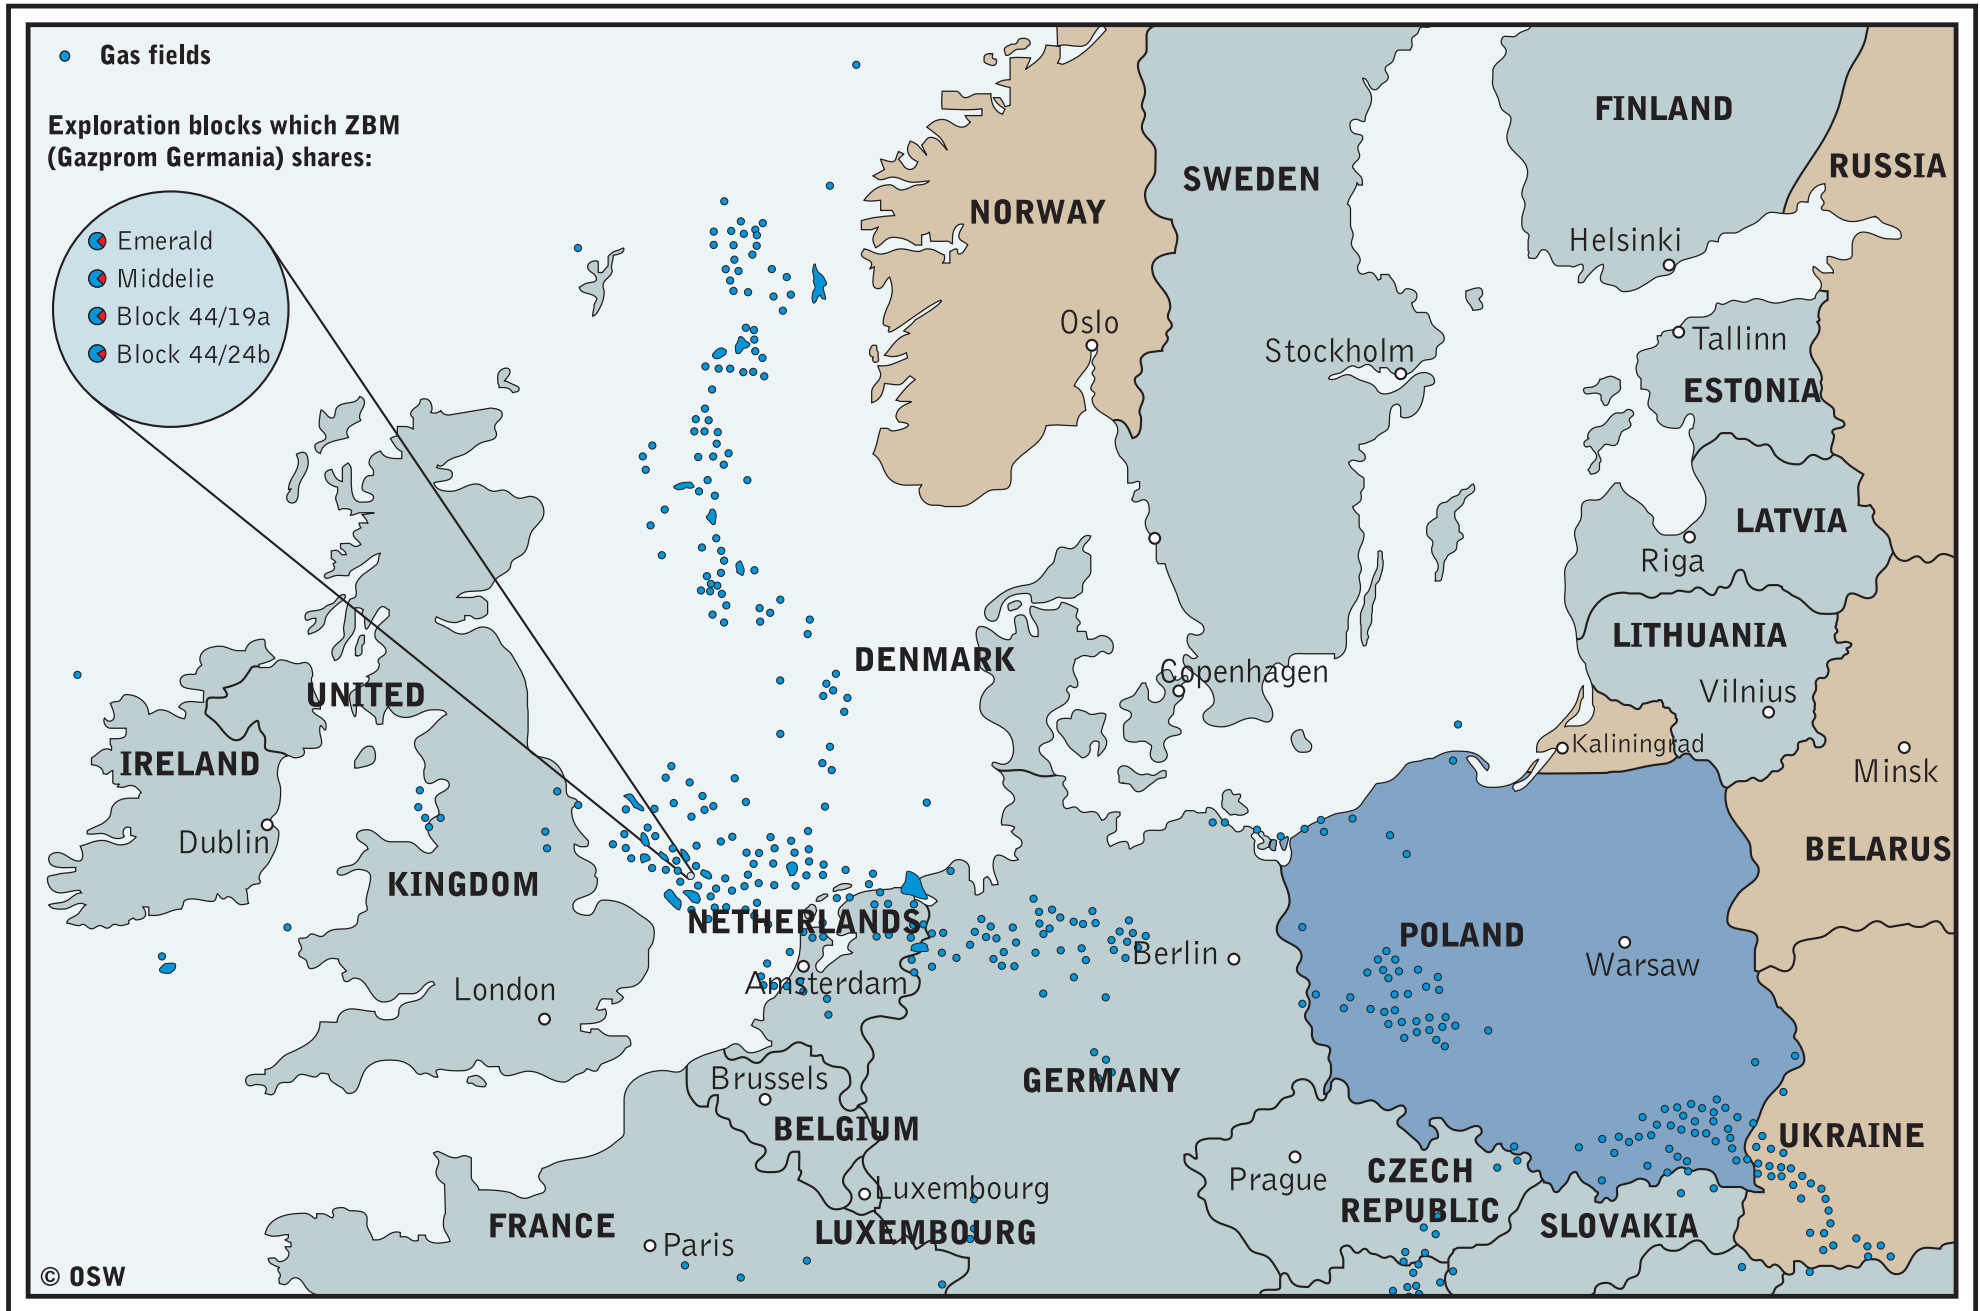 Gas fields
Exploration blocks which ZBM
(Gazprom Germania) shares:
Emerald
Middelie
Block 44/19a
Block 44/24b
FINLAND
RUSSIA
SWEDEN
NORWAY
Helsinki
Oslo
Tallinn
Stockholm
ESTONIA
LATVIA
Riga
LITHUANIA
DENMARK
Copenhagen
Vilnius
UNITED
Kaliningrad
IRELAND
Minsk
Dublin
BELARUS
KINGDOM
NETHERLANDS
POLAND
Berlin
Warsaw
Amsterdam
London
Brussels
GERMANY
BELGIUM
UKRAINE
Prague
CZECH
REPUBLIC
Luxembourg
LUXEMBOURG
FRANCE
SLOVAKIA
Paris
© OSW